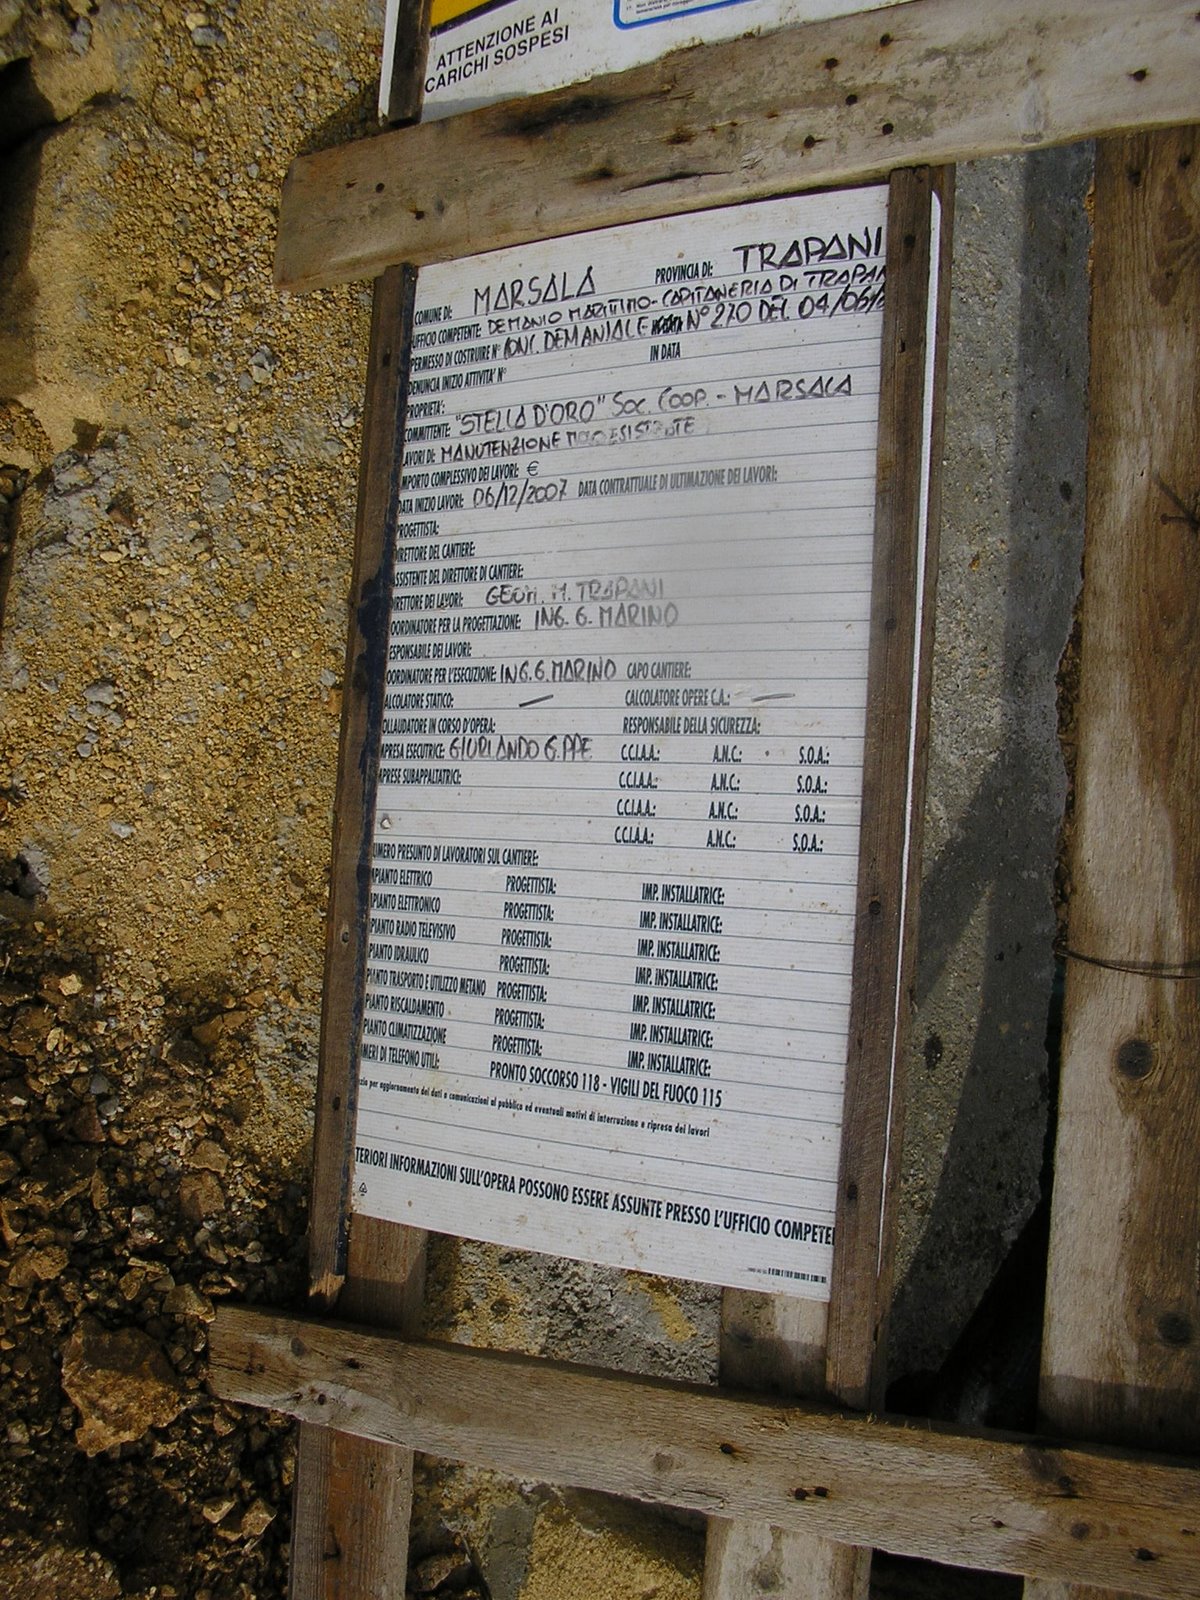 ATTENZIONE AI
CARICHI SOSPESI
COMUNE DI: MARSALA PROVINCIA DI: TRAPANI
UFFICIO COMPETENTE: DEMANIO MARITTIMO - CAPITANERIA DI TRAPANI
PERMESSO DI COSTRUIRE N° CONC. DEMANIALE N° 210 DEL 04/06/
DENUNCIA INIZIO ATTIVITA' N° IN DATA
PROPRIETA':
COMMITTENTE: "STELLA D'ORO" SOC. COOP. - MARSALA
LAVORI DI: MANUTENZIONE
IMPORTO COMPLESSIVO DEI LAVORI: €
DATA INIZIO LAVORI: 06/12/2007 DATA CONTRATTUALE DI ULTIMAZIONE DEI LAVORI:
PROGETTISTA:
DIRETTORE DEL CANTIERE:
ASSISTENTE DEL DIRETTORE DI CANTIERE:
DIRETTORE DEI LAVORI: GEOM. M. TRAPANI
COORDINATORE PER LA PROGETTAZIONE: ING. G. MARINO
RESPONSABILE DEI LAVORI:
COORDINATORE PER L'ESECUZIONE: ING. G. MARINO CAPO CANTIERE:
CALCOLATORE STATICO: — CALCOLATORE OPERE C.A.: —
COLLAUDATORE IN CORSO D'OPERA: RESPONSABILE DELLA SICUREZZA:
IMPRESA ESECUTRICE: GIURLANDO G.PPE C.C.I.A.A.: A.N.C.: S.O.A.:
IMPRESE SUBAPPALTATRICI: C.C.I.A.A.: A.N.C.: S.O.A.:
C.C.I.A.A.: A.N.C.: S.O.A.:
C.C.I.A.A.: A.N.C.: S.O.A.:
NUMERO PRESUNTO DI LAVORATORI SUL CANTIERE:
IMPIANTO ELETTRICO PROGETTISTA: IMP. INSTALLATRICE:
IMPIANTO ELETTRONICO PROGETTISTA: IMP. INSTALLATRICE:
IMPIANTO RADIO TELEVISIVO PROGETTISTA: IMP. INSTALLATRICE:
IMPIANTO IDRAULICO PROGETTISTA: IMP. INSTALLATRICE:
IMPIANTO TRASPORTO E UTILIZZO METANO PROGETTISTA: IMP. INSTALLATRICE:
IMPIANTO RISCALDAMENTO PROGETTISTA: IMP. INSTALLATRICE:
IMPIANTO CLIMATIZZAZIONE PROGETTISTA: IMP. INSTALLATRICE:
NUMERI DI TELEFONO UTILI: PRONTO SOCCORSO 118 - VIGILI DEL FUOCO 115
per aggiornamento dei dati e comunicazioni al pubblico ed eventuali motivi di interruzione e ripresa dei lavori
TERIORI INFORMAZIONI SULL'OPERA POSSONO ESSERE ASSUNTE PRESSO L'UFFICIO COMPETE